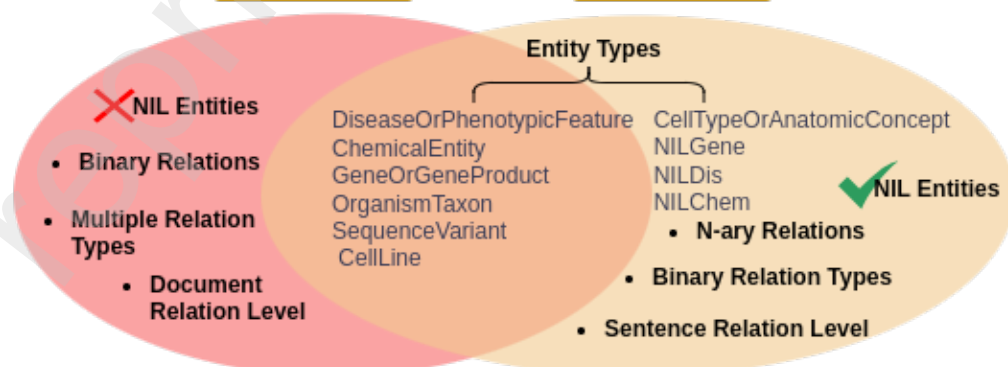 Entity Types
NIL Entities
• Binary Relations
• Multiple Relation
Types
• Document
Relation Level
DiseaseOrPhenotypicFeature
ChemicalEntity
GeneOrGeneProduct
OrganismTaxon
SequenceVariant
CellLine
CellTypeOrAnatomicConcept
NILGene
NILDis
NILChem
NIL Entities
• N-ary Relations
• Binary Relation Types
• Sentence Relation Level